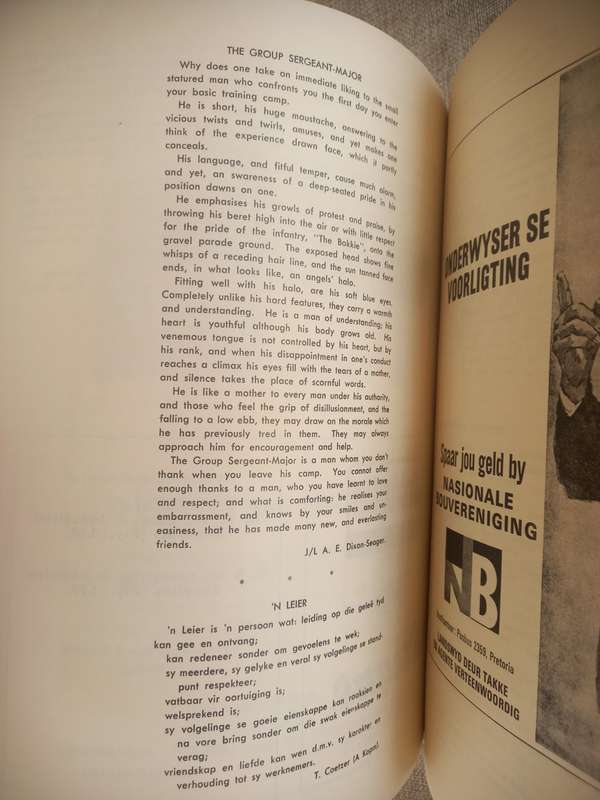 THE GROUP SERGEANT-MAJOR
Why does one take an immediate liking to the small
statured man who confronts you the first day you enter
your basic training camp.
He is short, his huge moustache, answering to the
vicious twists and twirls, amuses, and yet makes one
think of the experience drawn face, which it partly
conceals.
His language, and fitful temper, cause much alarm,
and yet, an swareness of a deep-seated pride in his
position dawns on one.
He emphasises his growls of protest and praise, by
throwing his beret high into the air or with little respect
for the pride of the infantry, "The Bokkie", onto the
gravel parade ground. The exposed head shows fine
whisps of a receding hair line, and the sun tanned face
ends, in what looks like, an angels' halo.
Fitting well with his halo, are his soft blue eyes.
Completely unlike his hard features, they carry a warmth
and understanding. He is a man of understanding; his
heart is youthful although his body grows old. His
venemous tongue is not controlled by his heart, but by
his rank, and when his disappointment in one's conduct
reaches a climax his eyes fill with the tears of a mother,
and silence takes the place of scornful words.
He is like a mother to every man under his authority,
and those who feel the grip of disillusionment, and the
falling to a low ebb, they may draw on the morale which
he has previously tred in them. They may always
approach him for encouragement and help.
The Group Sergeant-Major is a man whom you don't
thank when you leave his camp. You cannot offer
enough thanks to a man, who you have learnt to love
and respect; and what is comforting: he realises your
embarrassment, and knows by your smiles and un-
easiness, that he has made many new, and everlasting
friends.
J/L A. E. Dixon-Seager.
'N LEIER
'n Leier is 'n persoon wat: leiding op die geleë tyd
kan gee en ontvang;
kan redeneer sonder om gevoelens te wek;
sy meerdere, sy gelyke en veral sy volgelinge se stand-
punt respekteer;
vatbaar vir oortuiging is;
welsprekend is;
sy volgelinge se goeie eienskappe kan raaksien en
na vore bring sonder om die swak eienskappe te
verag;
vriendskap en liefde kan wen d.m.v. sy karakter en
verhouding tot sy werknemers.
T. Coetzer (A Kopm).
ONDERWYSER SE
VOORLIGTING
Spaar jou geld by
NASIONALE
BOUVERENIGING
NB
Posbus 2359, Pretoria
LANDSWYD DEUR TAKKE
EN AGENTE VERTEENWOORDIG